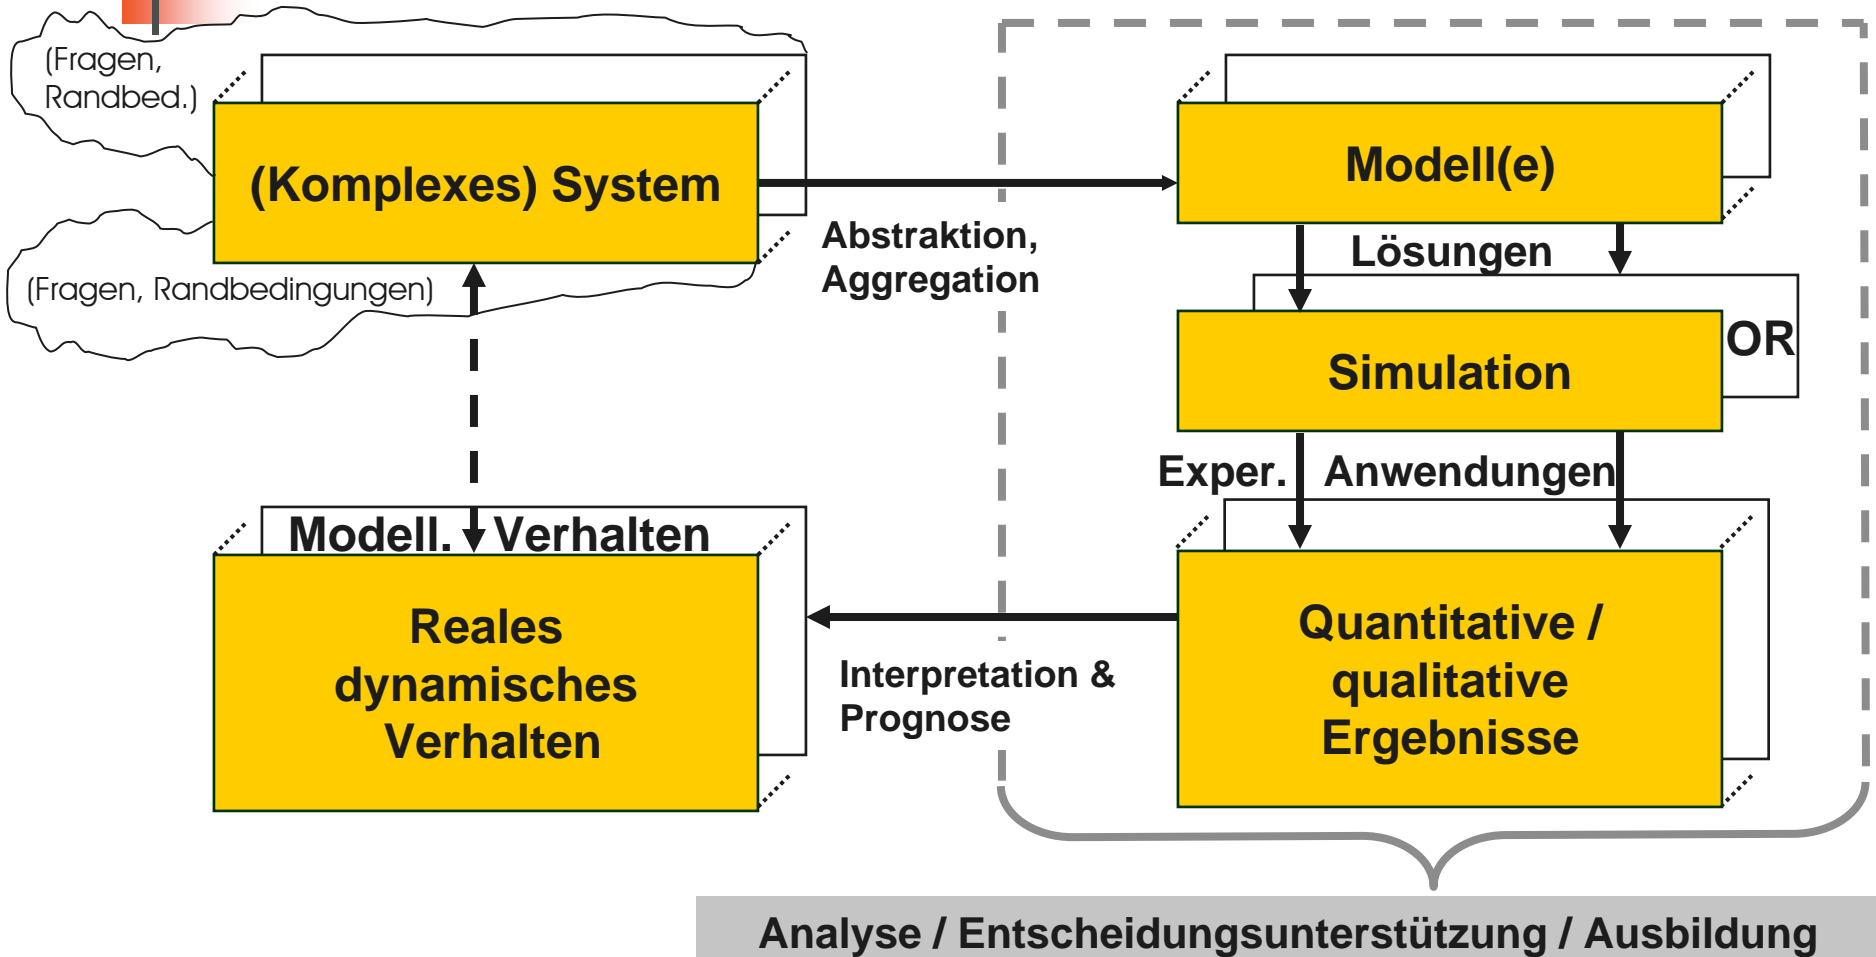 (Fragen,
Randbed.)
(Komplexes) System
(Fragen, Randbedingungen)
Abstraktion,
Aggregation
Modell(e)
Lösungen
OR
Simulation
Exper. Anwendungen
Modell. Verhalten
Reales
dynamisches
Verhalten
Interpretation &
Prognose
Quantitative /
qualitative
Ergebnisse
Analyse / Entscheidungsunterstützung / Ausbildung